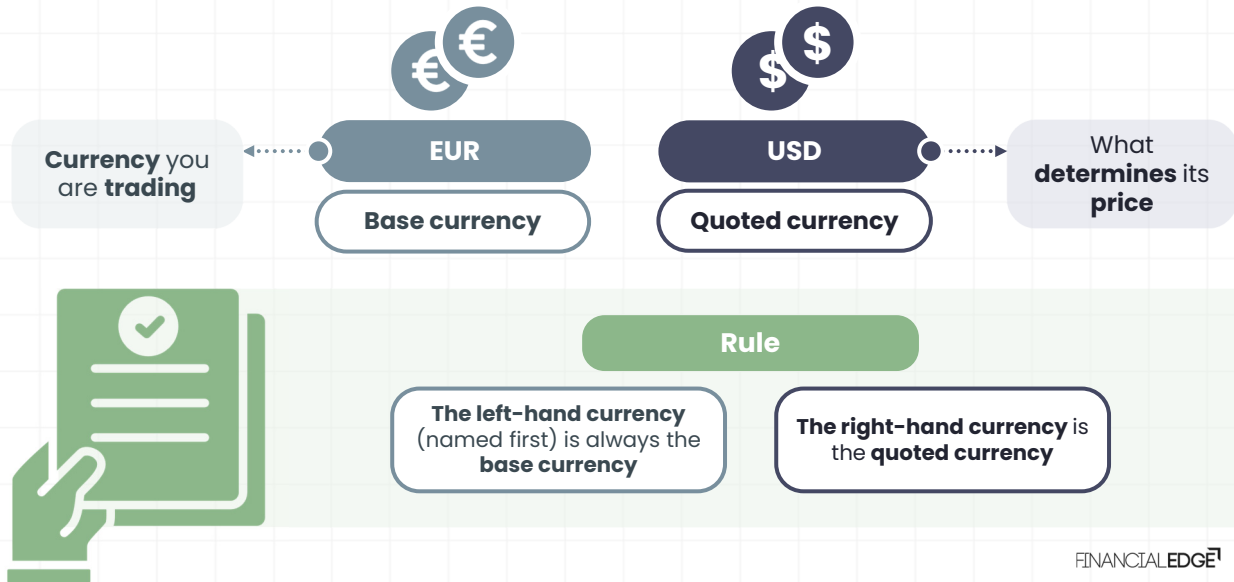 € €
$ $
Currency you
are trading
EUR
USD
What
determines its
price
Base currency
Quoted currency
Rule
The left-hand currency
(named first) is always the
base currency
The right-hand currency is
the quoted currency
FINANCIALEDGE